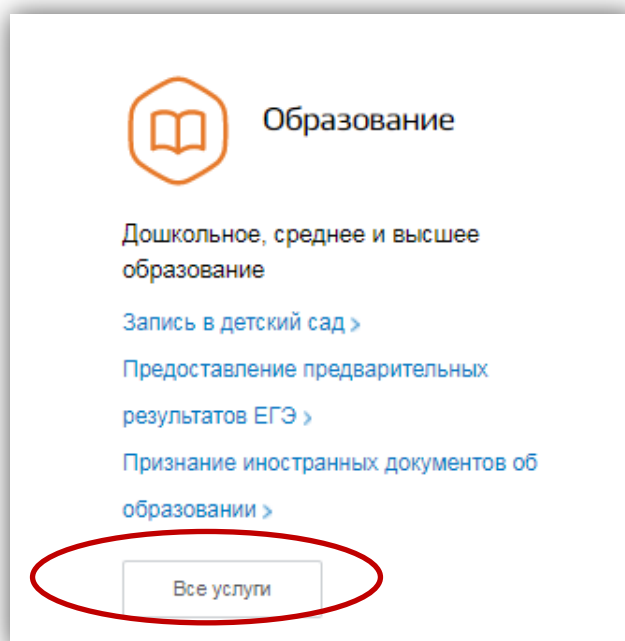 Образование
Дошкольное, среднее и высшее
образование
Запись в детский сад >
Предоставление предварительных
результатов ЕГЭ >
Признание иностранных документов об
образовании >
Все услуги